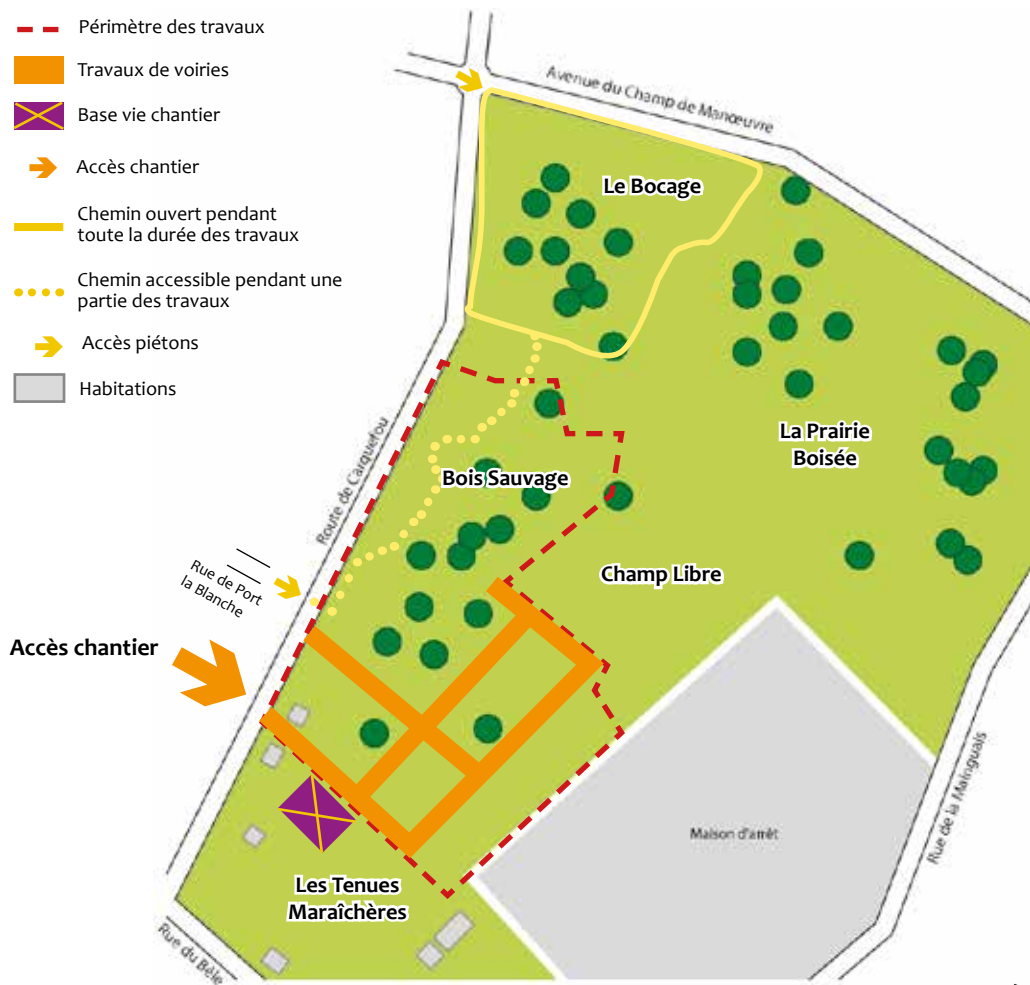 Périmètre des travaux
Travaux de voiries
Base vie chantier
Accès chantier
Chemin ouvert pendant
toute la durée des travaux
Chemin accessible pendant une
partie des travaux
Accès piétons
Habitations
Avenue du Champ de Manœuvre
Le Bocage
La Prairie
Boisée
Route de Carquefou
Bois Sauvage
Rue de Port
la Blanche
Champ Libre
Accès chantier
Rue de la Mainguais
Maison d'arrêt
Les Tenues
Maraîchères
Rue du Bêle